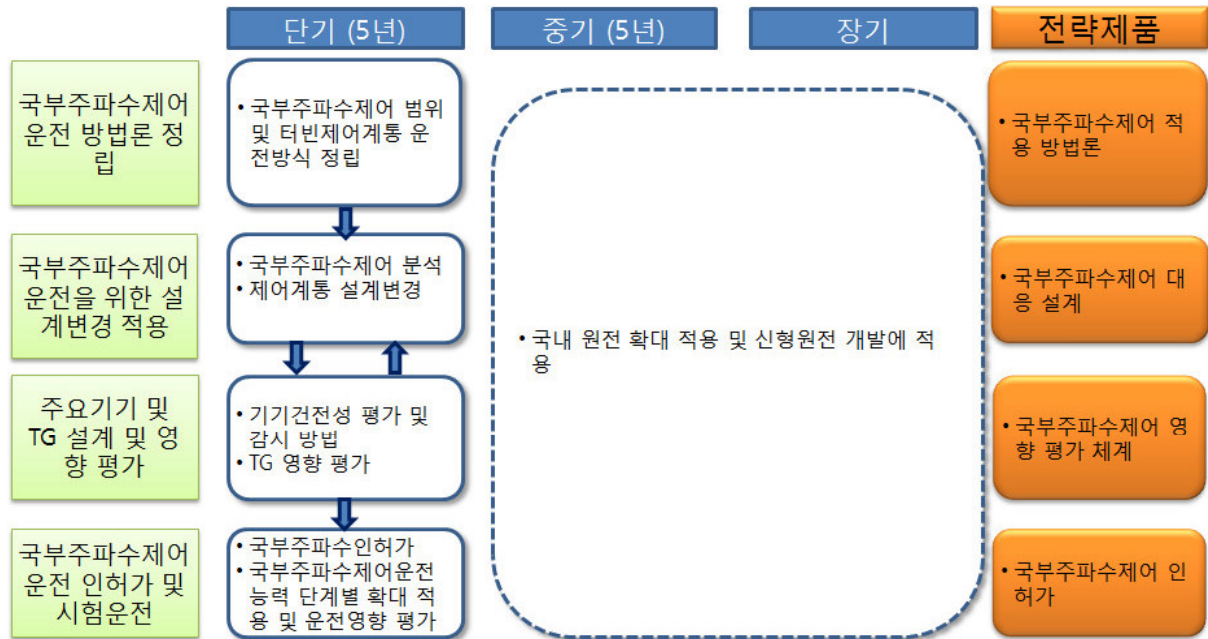 단기 (5년)
중기 (5년)
장기
전략제품
국부주파수제어
운전 방법론 정
립
• 국부주파수제어 범위
및 터빈제어계통 운
전방식 정립
• 국부주파수제어 적
용 방법론
국부주파수제어
운전을 위한 설
계변경 적용
• 국부주파수제어 분석
• 제어계통 설계변경
• 국내 원전 확대 적용 및 신형원전 개발에 적
용
• 국부주파수제어 대
응 설계
주요기기 및
TG 설계 및 영
향 평가
• 기기건전성 평가 및
감시 방법
• TG 영향 평가
• 국부주파수제어 영
향 평가 체계
국부주파수제어
운전 인허가 및
시험운전
• 국부주파수인허가
• 국부주파수제어운전
능력 단계별 확대 적
용 및 운전영향 평가
• 국부주파수제어 인
허가